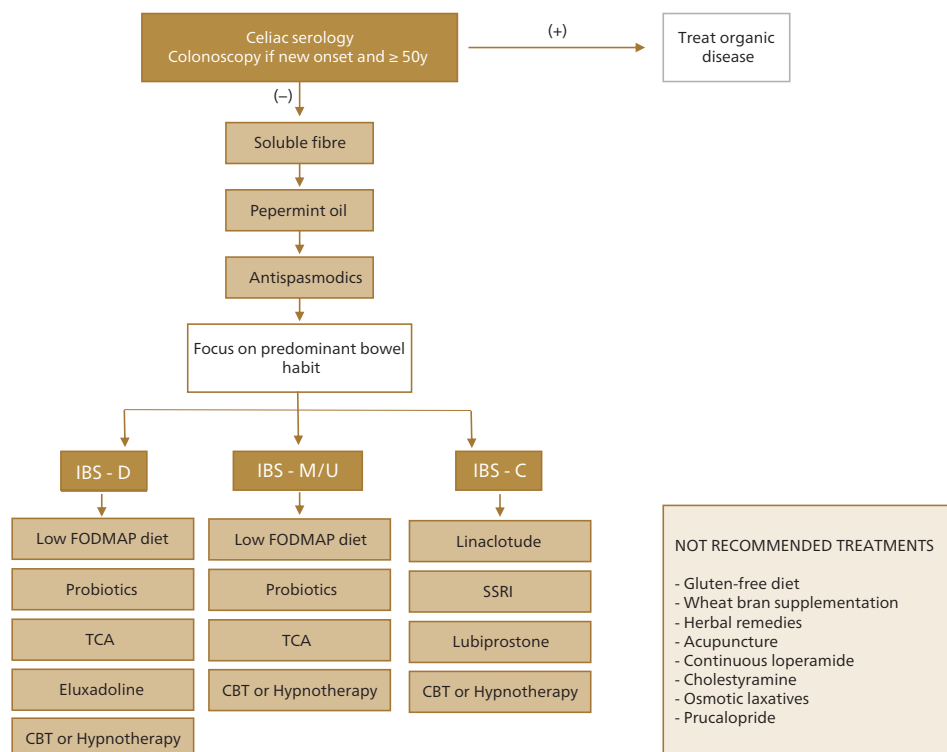 Celiac serology
Colonoscopy if new onset and ≥ 50y
(+)
Treat organic
disease
(–)
Soluble fibre
Pepermint oil
Antispasmodics
Focus on predominant bowel
habit
IBS - D
IBS - M/U
IBS - C
Low FODMAP diet
Probiotics
TCA
Eluxadoline
CBT or Hypnotherapy
Low FODMAP diet
Probiotics
TCA
CBT or Hypnotherapy
Linaclotude
SSRI
Lubiprostone
CBT or Hypnotherapy
NOT RECOMMENDED TREATMENTS
- Gluten-free diet
- Wheat bran supplementation
- Herbal remedies
- Acupuncture
- Continuous loperamide
- Cholestyramine
- Osmotic laxatives
- Prucalopride